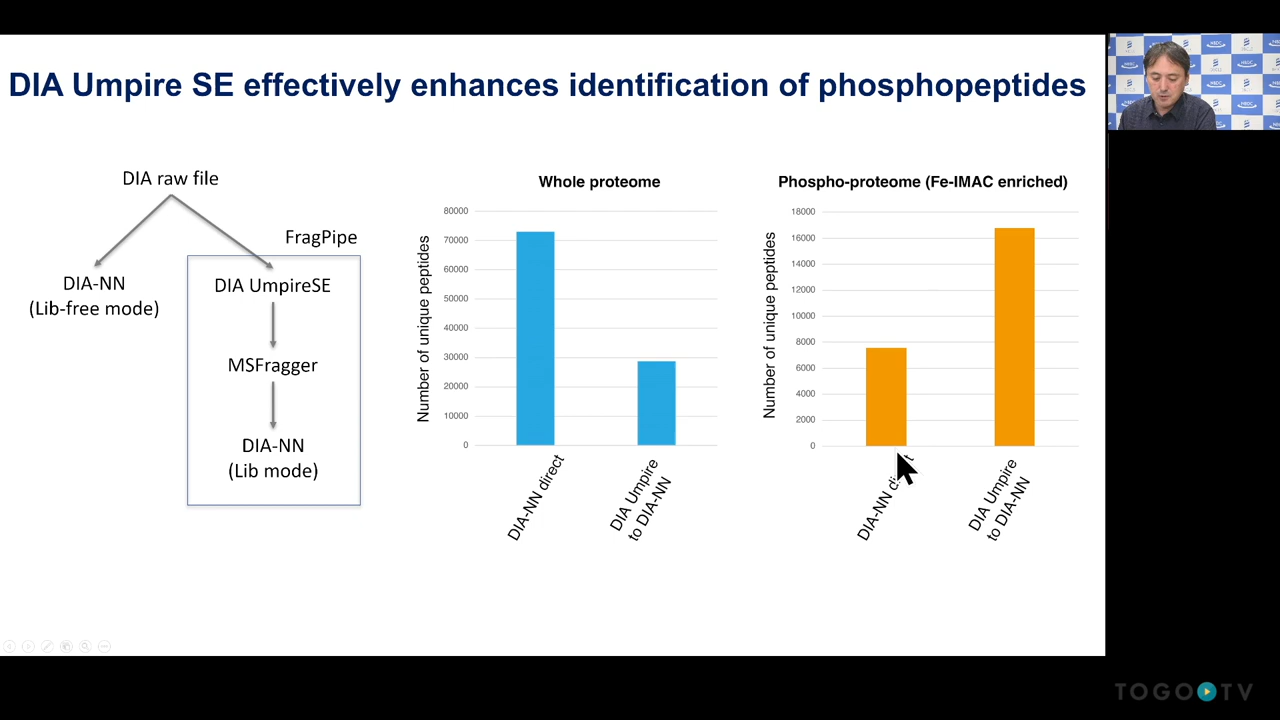 DIA Umpire SE effectively enhances identification of phosphopeptides
DIA raw file
FragPipe
DIA-NN
(Lib-free mode)
DIA UmpireSE
MSFragger
DIA-NN
(Lib mode)
Whole proteome
Number of unique peptides
80000
70000
60000
50000
40000
30000
20000
10000
0
DIA-NN direct
DIA Umpire
to DIA-NN
Phospho-proteome (Fe-IMAC enriched)
Number of unique peptides
18000
16000
14000
12000
10000
8000
6000
4000
2000
0
DIA-NN
DIA Umpire
to DIA-NN
TOGO TV